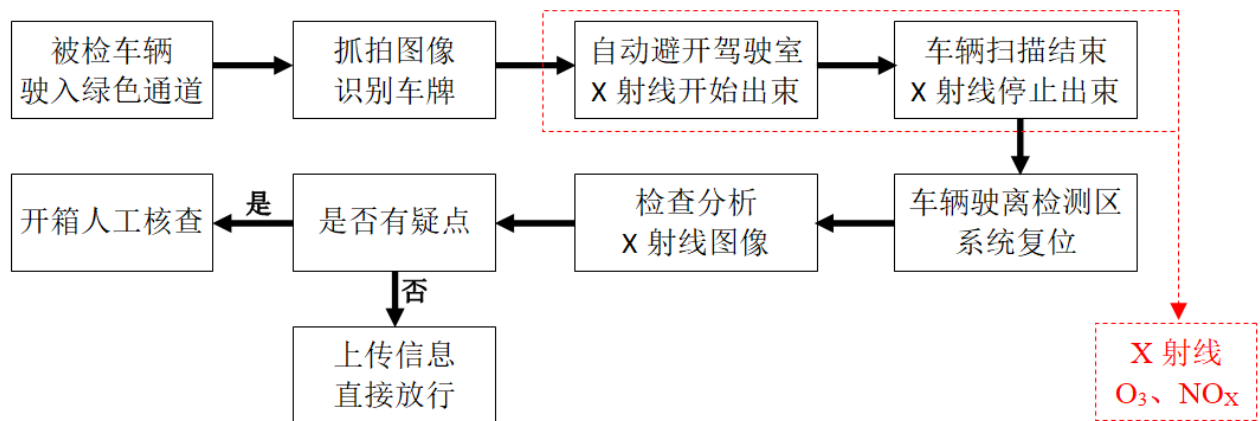 被检车辆
驶入绿色通道
抓拍图像
识别车牌
自动避开驾驶室
X 射线开始出束
车辆扫描结束
X 射线停止出束
车辆驶离检测区
系统复位
检查分析
X 射线图像
是否有疑点
是
开箱人工核查
否
上传信息
直接放行
X 射线
O₃、NOX